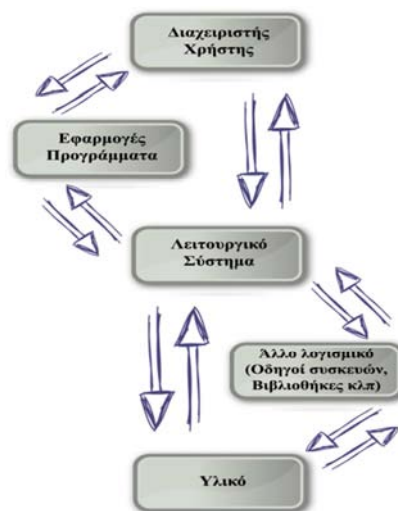 Διαχειριστής
Χρήστης
Εφαρμογές
Προγράμματα
Λειτουργικό
Σύστημα
Άλλο λογισμικό
(Οδηγοί συσκευών,
Βιβλιοθήκες κλπ)
Υλικό